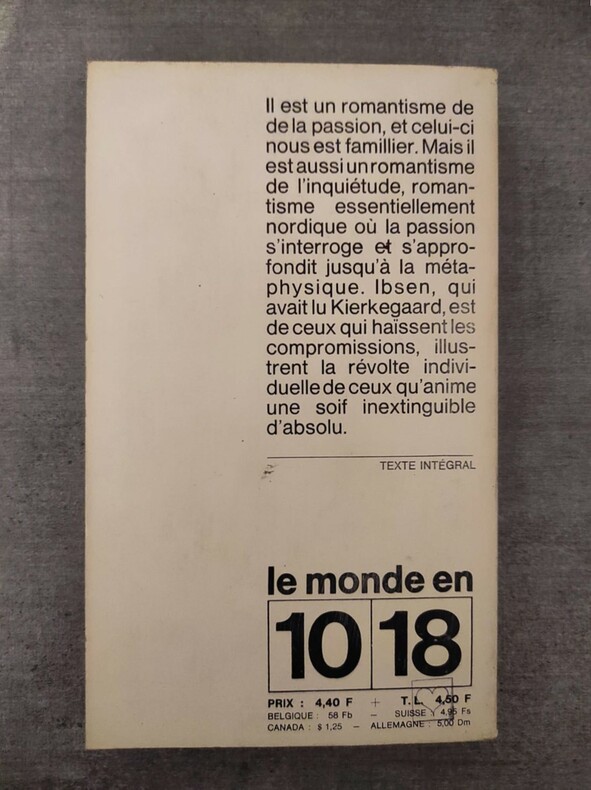 Il est un romantisme de
de la passion, et celui-ci
nous est famillier. Mais il
est aussi un romantisme
de l'inquiétude, roman-
tisme essentiellement
nordique où la passion
s'interroge et s'appro-
fondit jusqu'à la méta-
physique. Ibsen, qui
avait lu Kierkegaard, est
de ceux qui haïssent les
compromissions, illus-
trent la révolte indivi-
duelle de ceux qu'anime
une soif inextinguible
d'absolu.
TEXTE INTÉGRAL
le monde en
10 18
PRIX : 4,40 F + T. L. 4,50 F
BELGIQUE : 58 Fb – SUISSE : 4,95 Fs
CANADA : $ 1,25 – ALLEMAGNE : 5,00 Dm